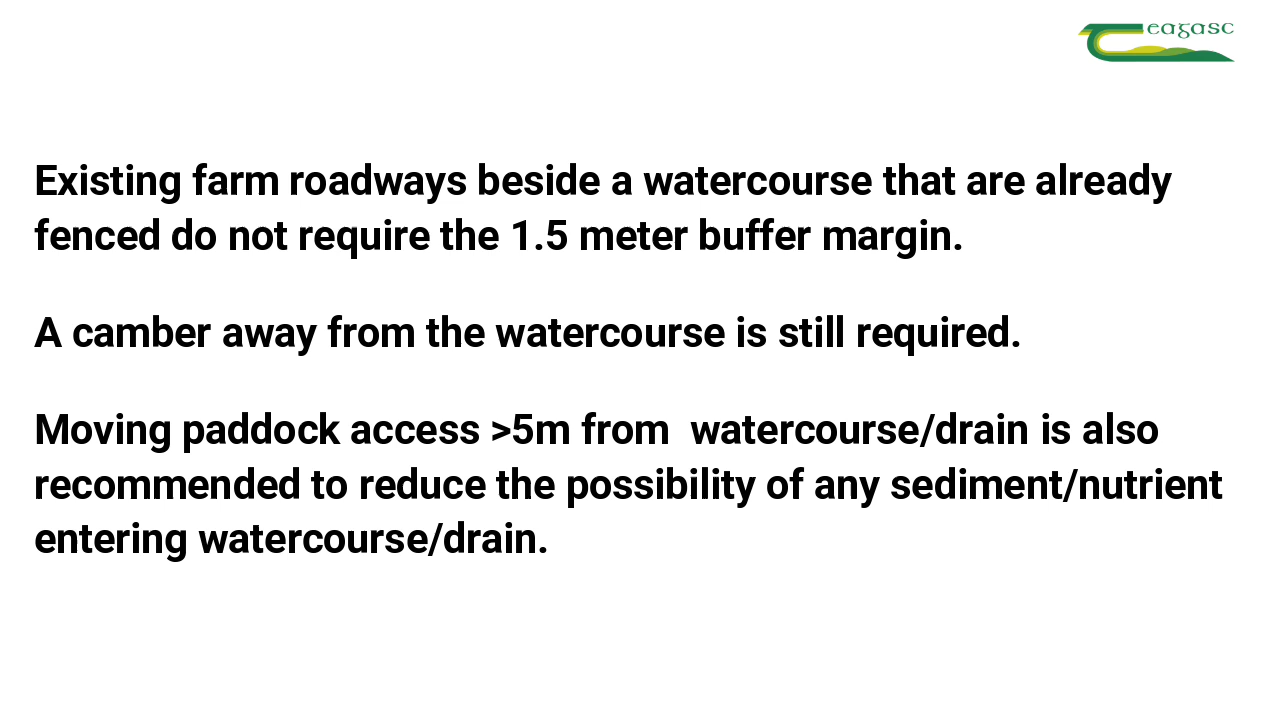 eagasc
Existing farm roadways beside a watercourse that are already
fenced do not require the 1.5 meter buffer margin.
A camber away from the watercourse is still required.
Moving paddock access >5m from  watercourse/drain is also
recommended to reduce the possibility of any sediment/nutrient
entering watercourse/drain.